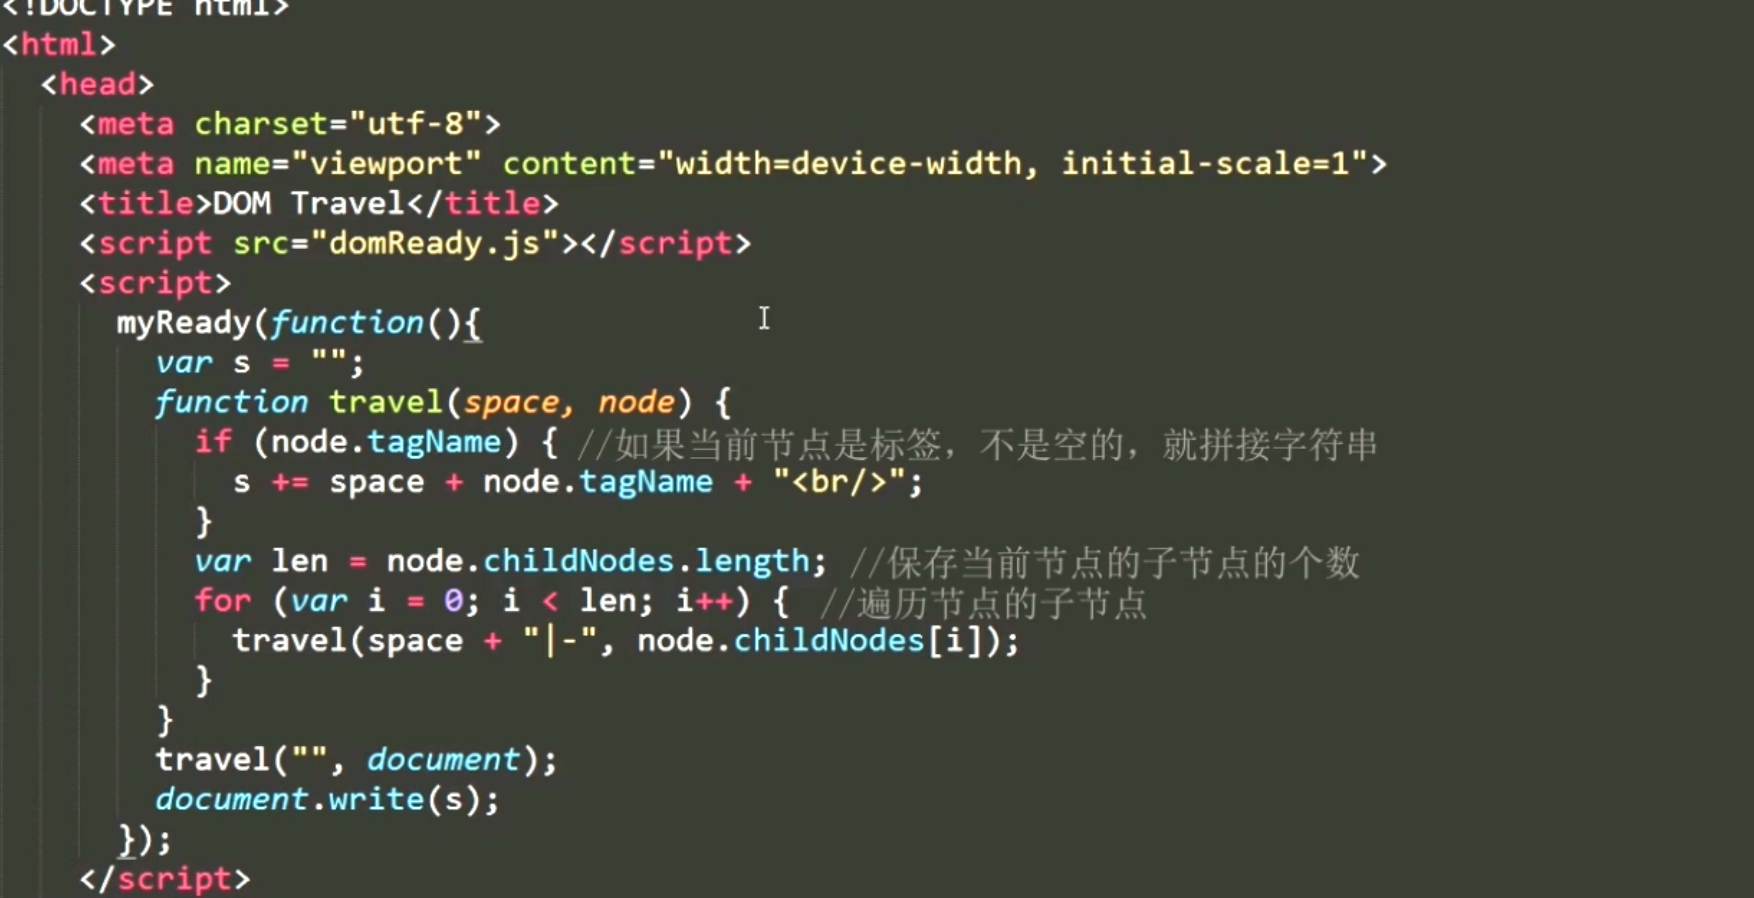 <!DOCTYPE html>
<html>
<head>
<meta charset="utf-8">
<meta name="viewport" content="width=device-width, initial-scale=1">
<title>DOM Travel</title>
<script src="domReady.js"></script>
<script>
myReady(function(){
var s = "";
function travel(space, node) {
if (node.tagName) { //如果当前节点是标签，不是空的，就拼接字符串
s += space + node.tagName + "<br/>";
}
var len = node.childNodes.length; //保存当前节点的子节点的个数
for (var i = 0; i < len; i++) { //遍历节点的子节点
travel(space + "|-", node.childNodes[i]);
}
}
travel("", document);
document.write(s);
});
</script>